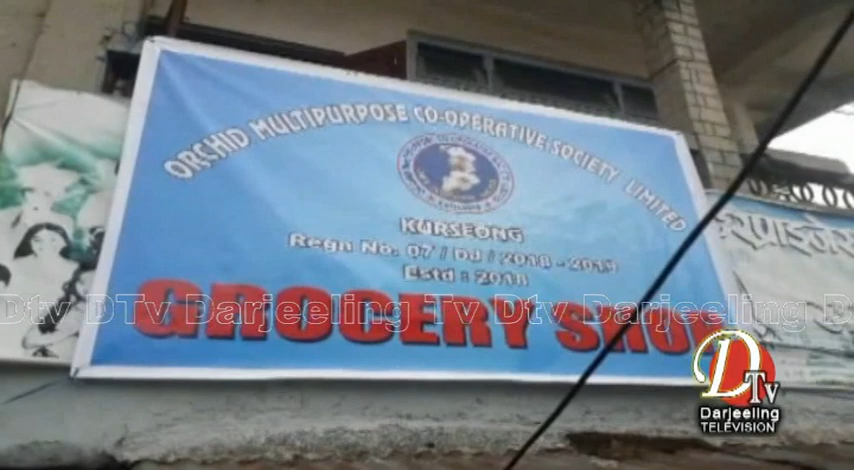 ORCHID MULTIPURPOSE CO-OPERATIVE SOCIETY LIMITED
KURSEONG
Regn No. 07 / DJ / 2018 - 2019
Estd : 2018
GROCERY SHOP
Dtv DTv Darjeeling Dtv Dtv Darjeeling D
DTv
Darjeeling
TELEVISION